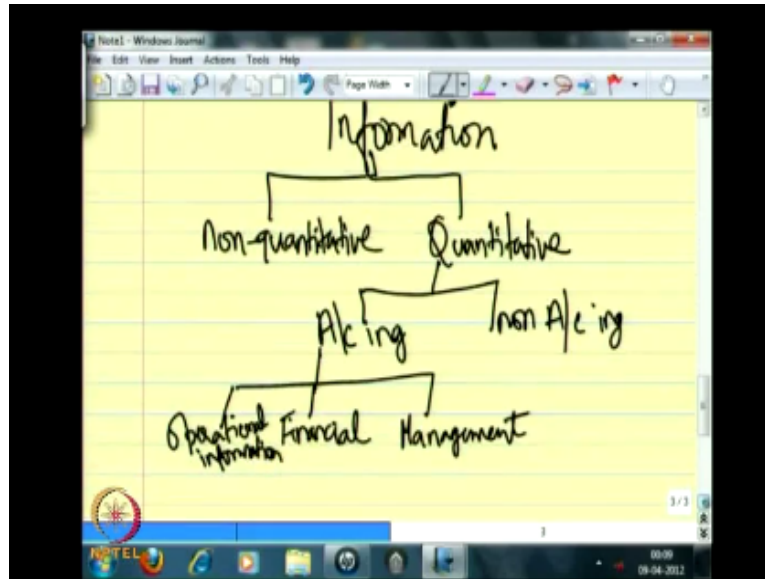 Note1 - Windows Journal
File Edit View Insert Actions Tools Help
Page Width
Information
Non-quantitative Quantitative
A/c ing non A/c ing
Operational Financial Management
information
3/3
3
NPTEL
00:09
09-04-2012